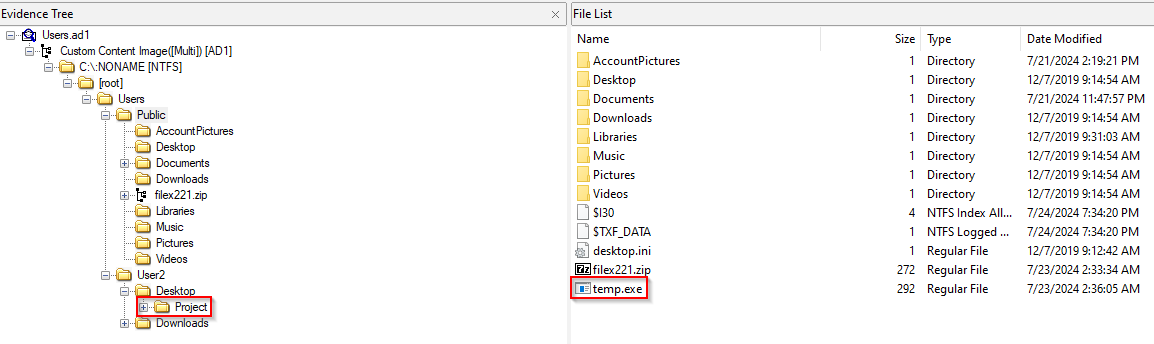 Evidence Tree
Users.ad1
Custom Content Image([Multi]) [AD1]
C:\:NONAME [NTFS]
[root]
Users
Public
AccountPictures
Desktop
Documents
Downloads
filex221.zip
Libraries
Music
Pictures
Videos
User2
Desktop
Project
Downloads
File List
Name Size Type Date Modified
AccountPictures 1 Directory 7/21/2024 2:19:21 PM
Desktop 1 Directory 12/7/2019 9:14:54 AM
Documents 1 Directory 7/21/2024 11:47:57 PM
Downloads 1 Directory 12/7/2019 9:14:54 AM
Libraries 1 Directory 12/7/2019 9:31:03 AM
Music 1 Directory 12/7/2019 9:14:54 AM
Pictures 1 Directory 12/7/2019 9:14:54 AM
Videos 1 Directory 12/7/2019 9:14:54 AM
$I30 4 NTFS Index All... 7/24/2024 7:34:20 PM
$TXF_DATA 1 NTFS Logged ... 7/24/2024 7:34:20 PM
desktop.ini 1 Regular File 12/7/2019 9:12:42 AM
filex221.zip 272 Regular File 7/23/2024 2:33:34 AM
temp.exe 292 Regular File 7/23/2024 2:36:05 AM